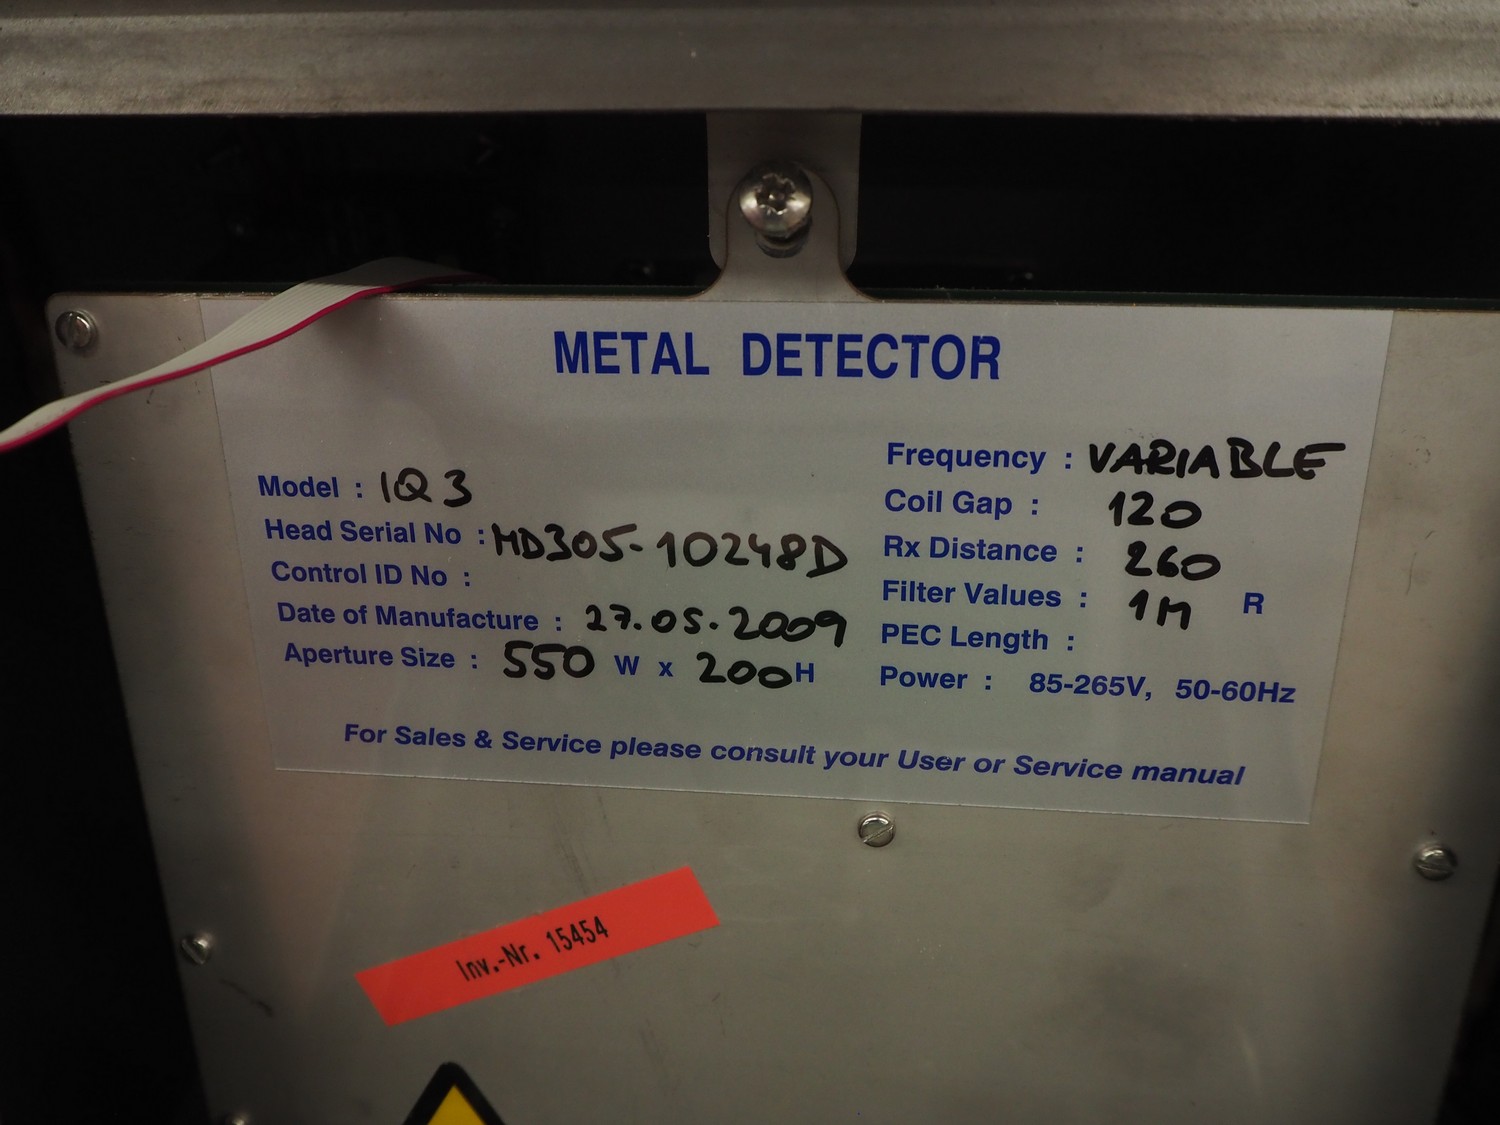 METAL DETECTOR
Model : IQ3
Head Serial No : MD305-10248D
Control ID No :
Date of Manufacture : 27.05.2009
Aperture Size : 550 W x 200 H
Frequency : VARIABLE
Coil Gap : 120
Rx Distance : 260
Filter Values : 1M R
PEC Length :
Power : 85-265V, 50-60Hz
For Sales & Service please consult your User or Service manual
Inv.-Nr. 15454